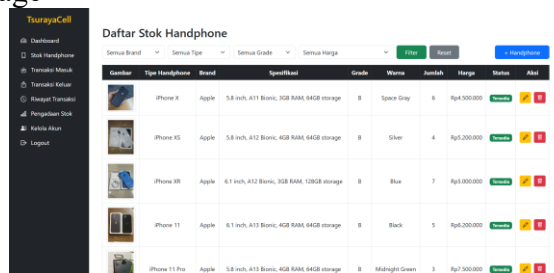 TsurayaCell
Dashboard
Stok Handphone
Transaksi Masuk
Transaksi Keluar
Riwayat Transaksi
Pengadaan Stok
Kelola Akun
Logout
Daftar Stok Handphone
Semua Brand Semua Tipe Semua Grade Semua Harga Filter Reset + Handphone
Gambar Tipe Handphone Brand Spesifikasi Grade Warna Jumlah Harga Status Aksi
iPhone X Apple 5.8 inch, A11 Bionic, 3GB RAM, 64GB storage B Space Gray 6 Rp4.500.000 Tersedia
iPhone XS Apple 5.8 inch, A12 Bionic, 4GB RAM, 64GB storage B Silver 4 Rp5.200.000 Tersedia
iPhone XR Apple 6.1 inch, A12 Bionic, 3GB RAM, 128GB storage B Blue 7 Rp5.000.000 Tersedia
iPhone 11 Apple 6.1 inch, A13 Bionic, 4GB RAM, 64GB storage B Black 5 Rp6.200.000 Tersedia
iPhone 11 Pro Apple 5.8 inch, A13 Bionic, 4GB RAM, 64GB storage B Midnight Green 3 Rp7.500.000 Tersedia